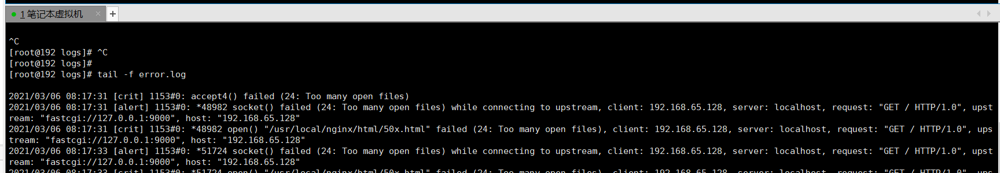 1 笔记本虚拟机 × +
^C
[root@192 logs]# ^C
[root@192 logs]#
[root@192 logs]# tail -f error.log
2021/03/06 08:17:31 [crit] 1153#0: accept4() failed (24: Too many open files)
2021/03/06 08:17:31 [alert] 1153#0: *48982 socket() failed (24: Too many open files) while connecting to upstream, client: 192.168.65.128, server: localhost, request: "GET / HTTP/1.0", upst
ream: "fastcgi://127.0.0.1:9000", host: "192.168.65.128"
2021/03/06 08:17:31 [crit] 1153#0: *48982 open() "/usr/local/nginx/html/50x.html" failed (24: Too many open files), client: 192.168.65.128, server: localhost, request: "GET / HTTP/1.0", ups
tream: "fastcgi://127.0.0.1:9000", host: "192.168.65.128"
2021/03/06 08:17:33 [alert] 1153#0: *51724 socket() failed (24: Too many open files) while connecting to upstream, client: 192.168.65.128, server: localhost, request: "GET / HTTP/1.0", upst
ream: "fastcgi://127.0.0.1:9000", host: "192.168.65.128"
2021/03/06 08:17:33 [crit] 1153#0: *51724 open() "/usr/local/nginx/html/50x.html" failed (24: Too many open files), client: 192.168.65.128, server: localhost, request: "GET / HTTP/1.0", ups